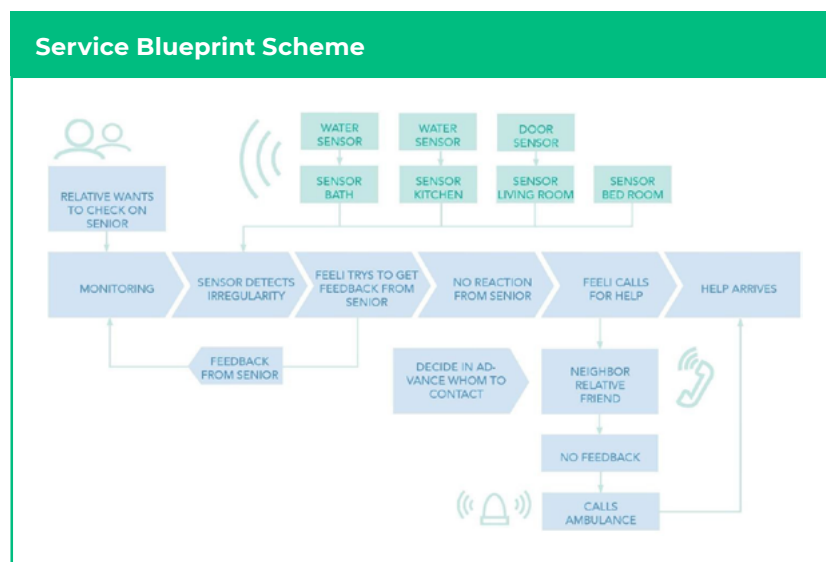 Service Blueprint Scheme
WATER
SENSOR
WATER
SENSOR
DOOR
SENSOR
RELATIVE WANTS
TO CHECK ON
SENIOR
SENSOR
BATH
SENSOR
KITCHEN
SENSOR
LIVING ROOM
SENSOR
BED ROOM
MONITORING
SENSOR DETECTS
IRREGULARITY
FEELI TRYS TO GET
FEEDBACK FROM
SENIOR
NO REACTION
FROM SENIOR
FEELI CALLS
FOR HELP
HELP ARRIVES
FEEDBACK
FROM SENIOR
DECIDE IN AD-
VANCE WHOM TO
CONTACT
NEIGHBOR
RELATIVE
FRIEND
NO FEEDBACK
CALLS
AMBULANCE